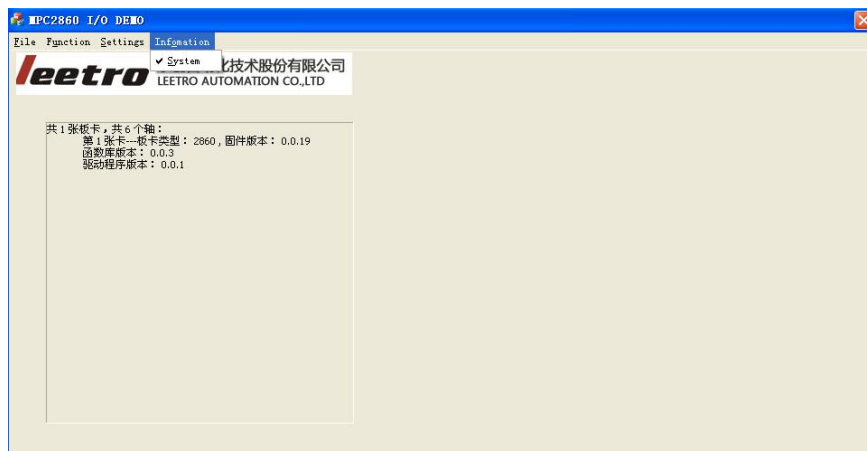 MPC2860 I/O DEMO
File Function Settings Infomation
System
leetro
化技术股份有限公司
LEETRO AUTOMATION CO.,LTD
共1张板卡，共6个轴：
第1张卡---板卡类型： 2860 , 固件版本： 0.0.19
函数库版本： 0.0.3
驱动程序版本： 0.0.1